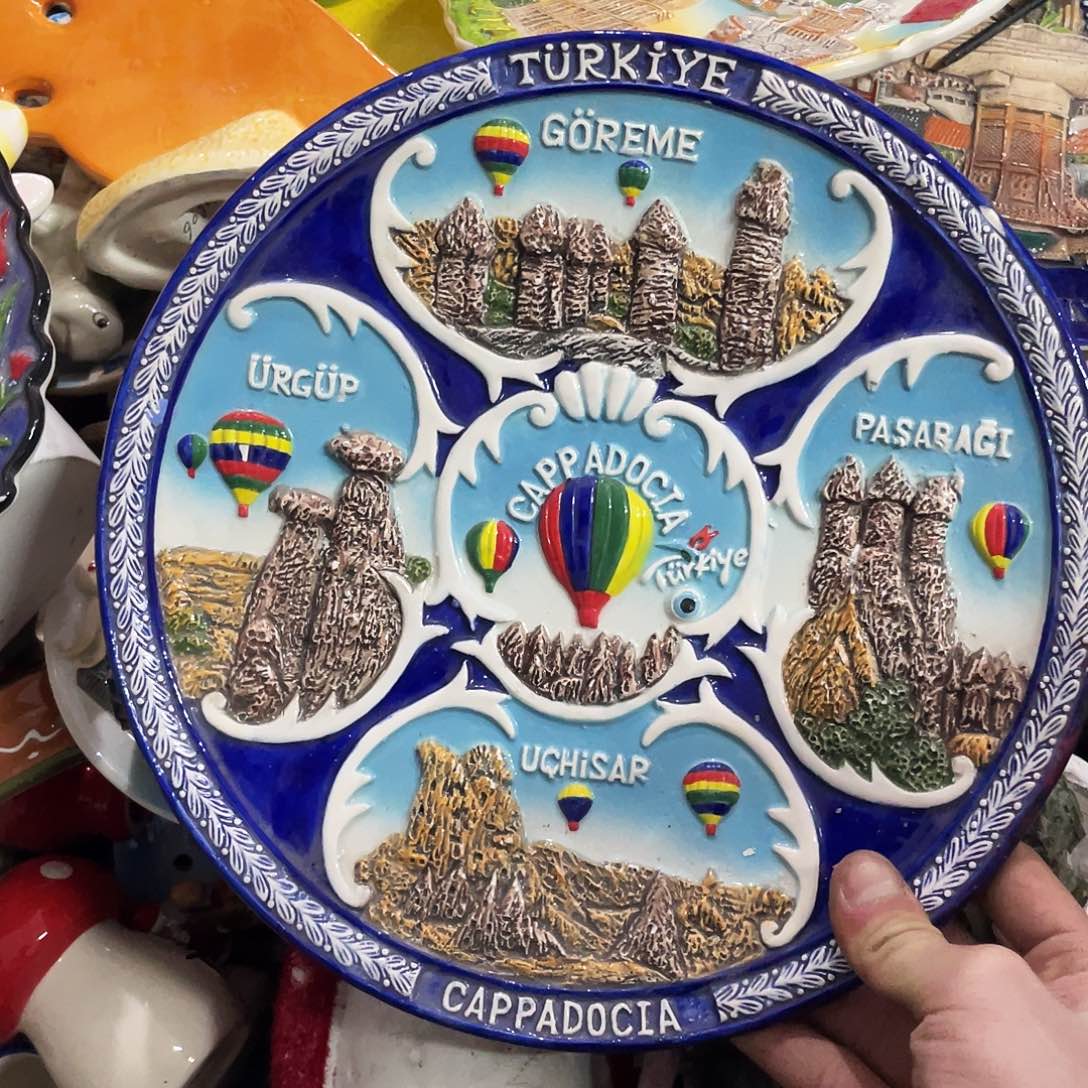 TÜRKİYE
GÖREME
ÜRGÜP
PAŞABAĞI
CAPPADOCIA
Türkiye
UÇHİSAR
CAPPADOCIA